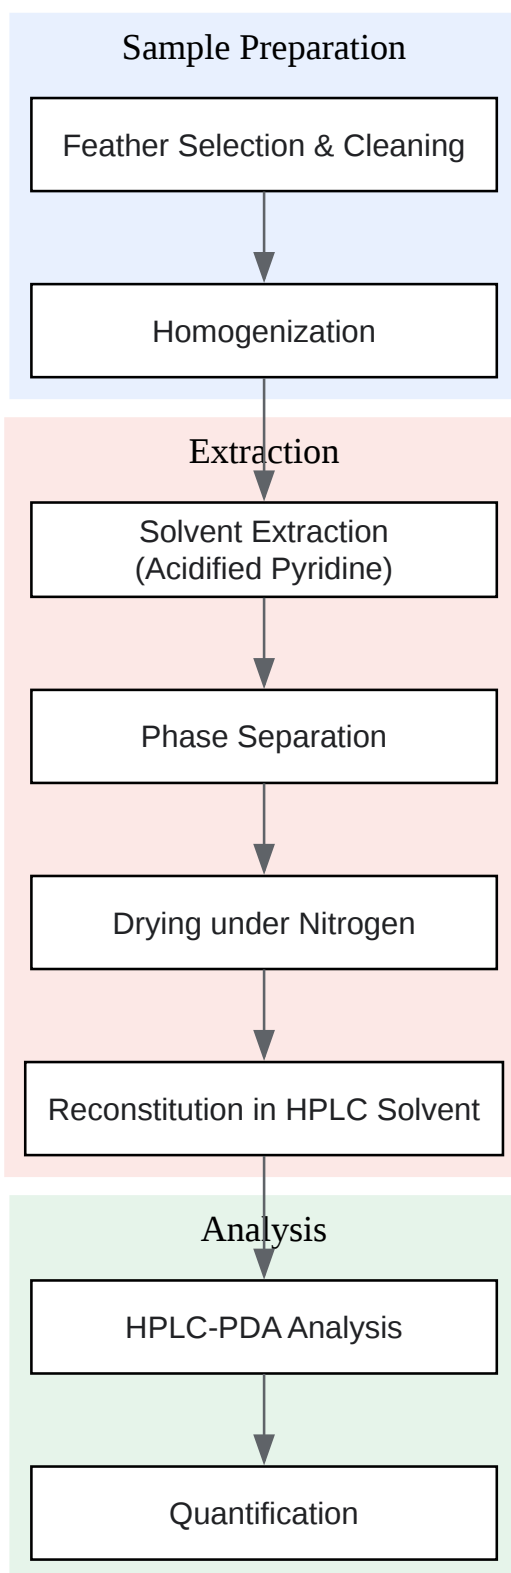 Sample Preparation
Feather Selection & Cleaning
Homogenization
Extraction
Solvent Extraction
(Acidified Pyridine)
Phase Separation
Drying under Nitrogen
Reconstitution in HPLC Solvent
Analysis
HPLC-PDA Analysis
Quantification